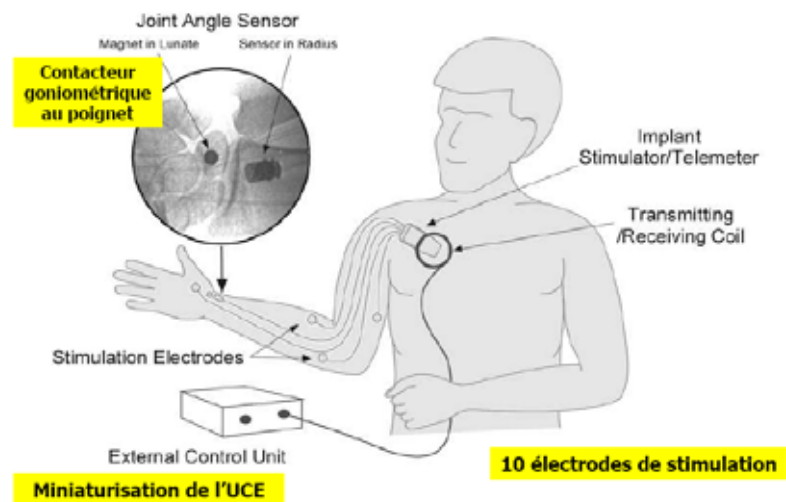 Joint Angle Sensor
Magnet in Lunate
Sensor in Radius
Contacteur
goniométrique
au poignet
Implant
Stimulator/Telemeter
Transmitting
/Receiving Coil
Stimulation Electrodes
External Control Unit
10 électrodes de stimulation
Miniaturisation de l'UCE